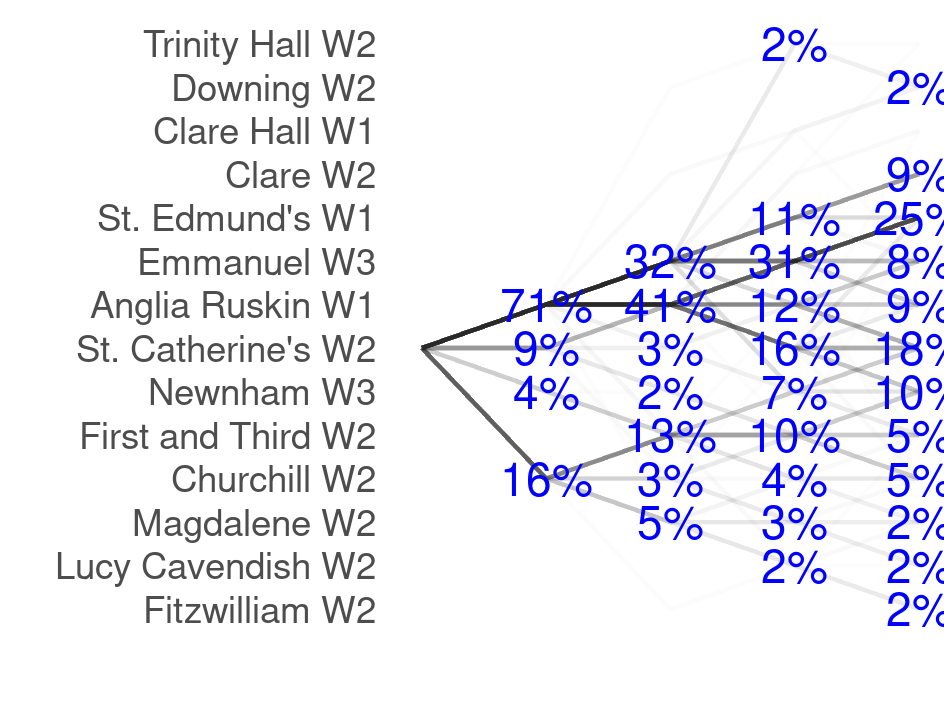 Trinity Hall W2 2%
Downing W2 2%
Clare Hall W1
Clare W2 9%
St. Edmund's W1 11% 25%
Emmanuel W3 32% 31% 8%
Anglia Ruskin W1 71% 41% 12% 9%
St. Catherine's W2 9% 3% 16% 18%
Newnham W3 4% 2% 7% 10%
First and Third W2 13% 10% 5%
Churchill W2 16% 3% 4% 5%
Magdalene W2 5% 3% 2%
Lucy Cavendish W2 2% 2%
Fitzwilliam W2 2%